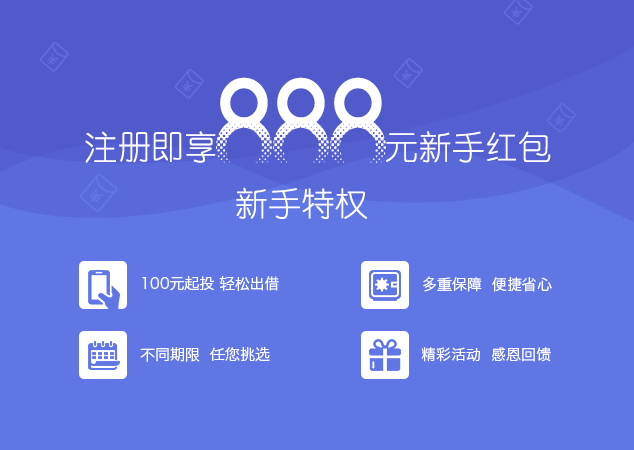 注册即享888元新手红包
新手特权
100元起投 轻松出借
多重保障 便捷省心
不同期限 任您挑选
精彩活动 感恩回馈